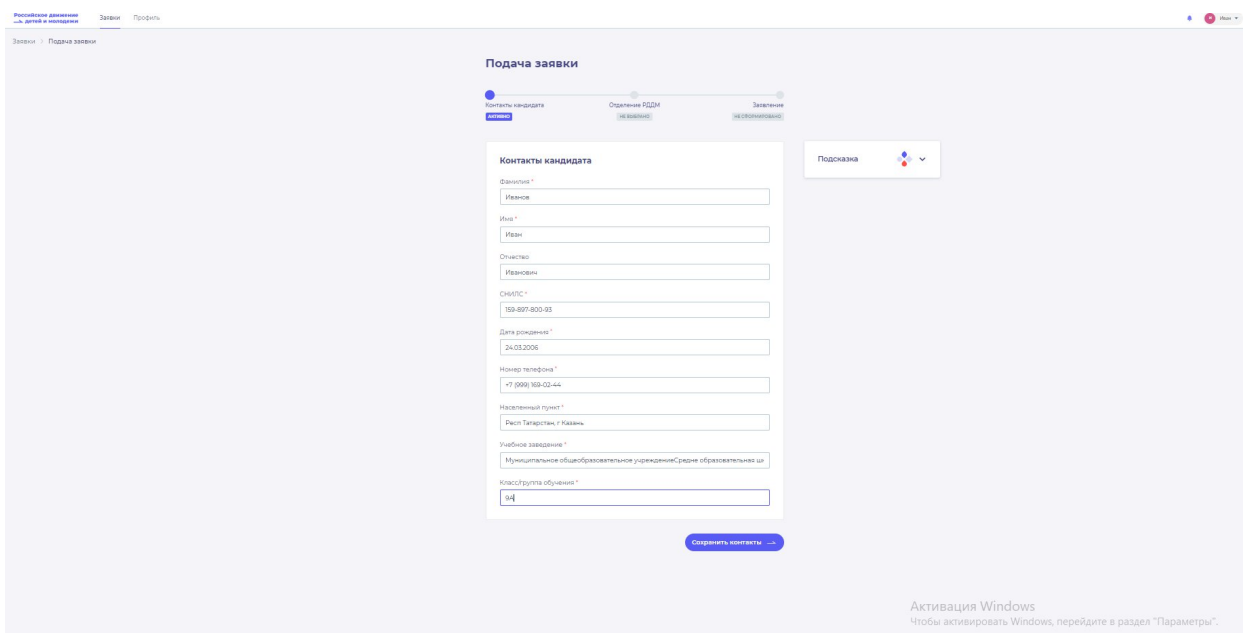 Российское движение
детей и молодежи
Заявки Профиль
Иван
Заявки > Подача заявки
Подача заявки
Контакты кандидата Отделение РДДМ Заявление
АКТИВНО НЕ ВЫБРАНО НЕ СФОРМИРОВАНО
Контакты кандидата
Подсказка
Фамилия *
Иванов
Имя *
Иван
Отчество
Иванович
СНИЛС *
159-897-800-93
Дата рождения *
24.03.2006
Номер телефона *
+7 (999) 169-02-44
Населенный пункт *
Респ Татарстан, г Казань
Учебное заведение *
Муниципальное общеобразовательное учреждениеСредне образовательная ш
Класс/группа обучения *
9А
Сохранить контакты
Активация Windows
Чтобы активировать Windows, перейдите в раздел "Параметры".